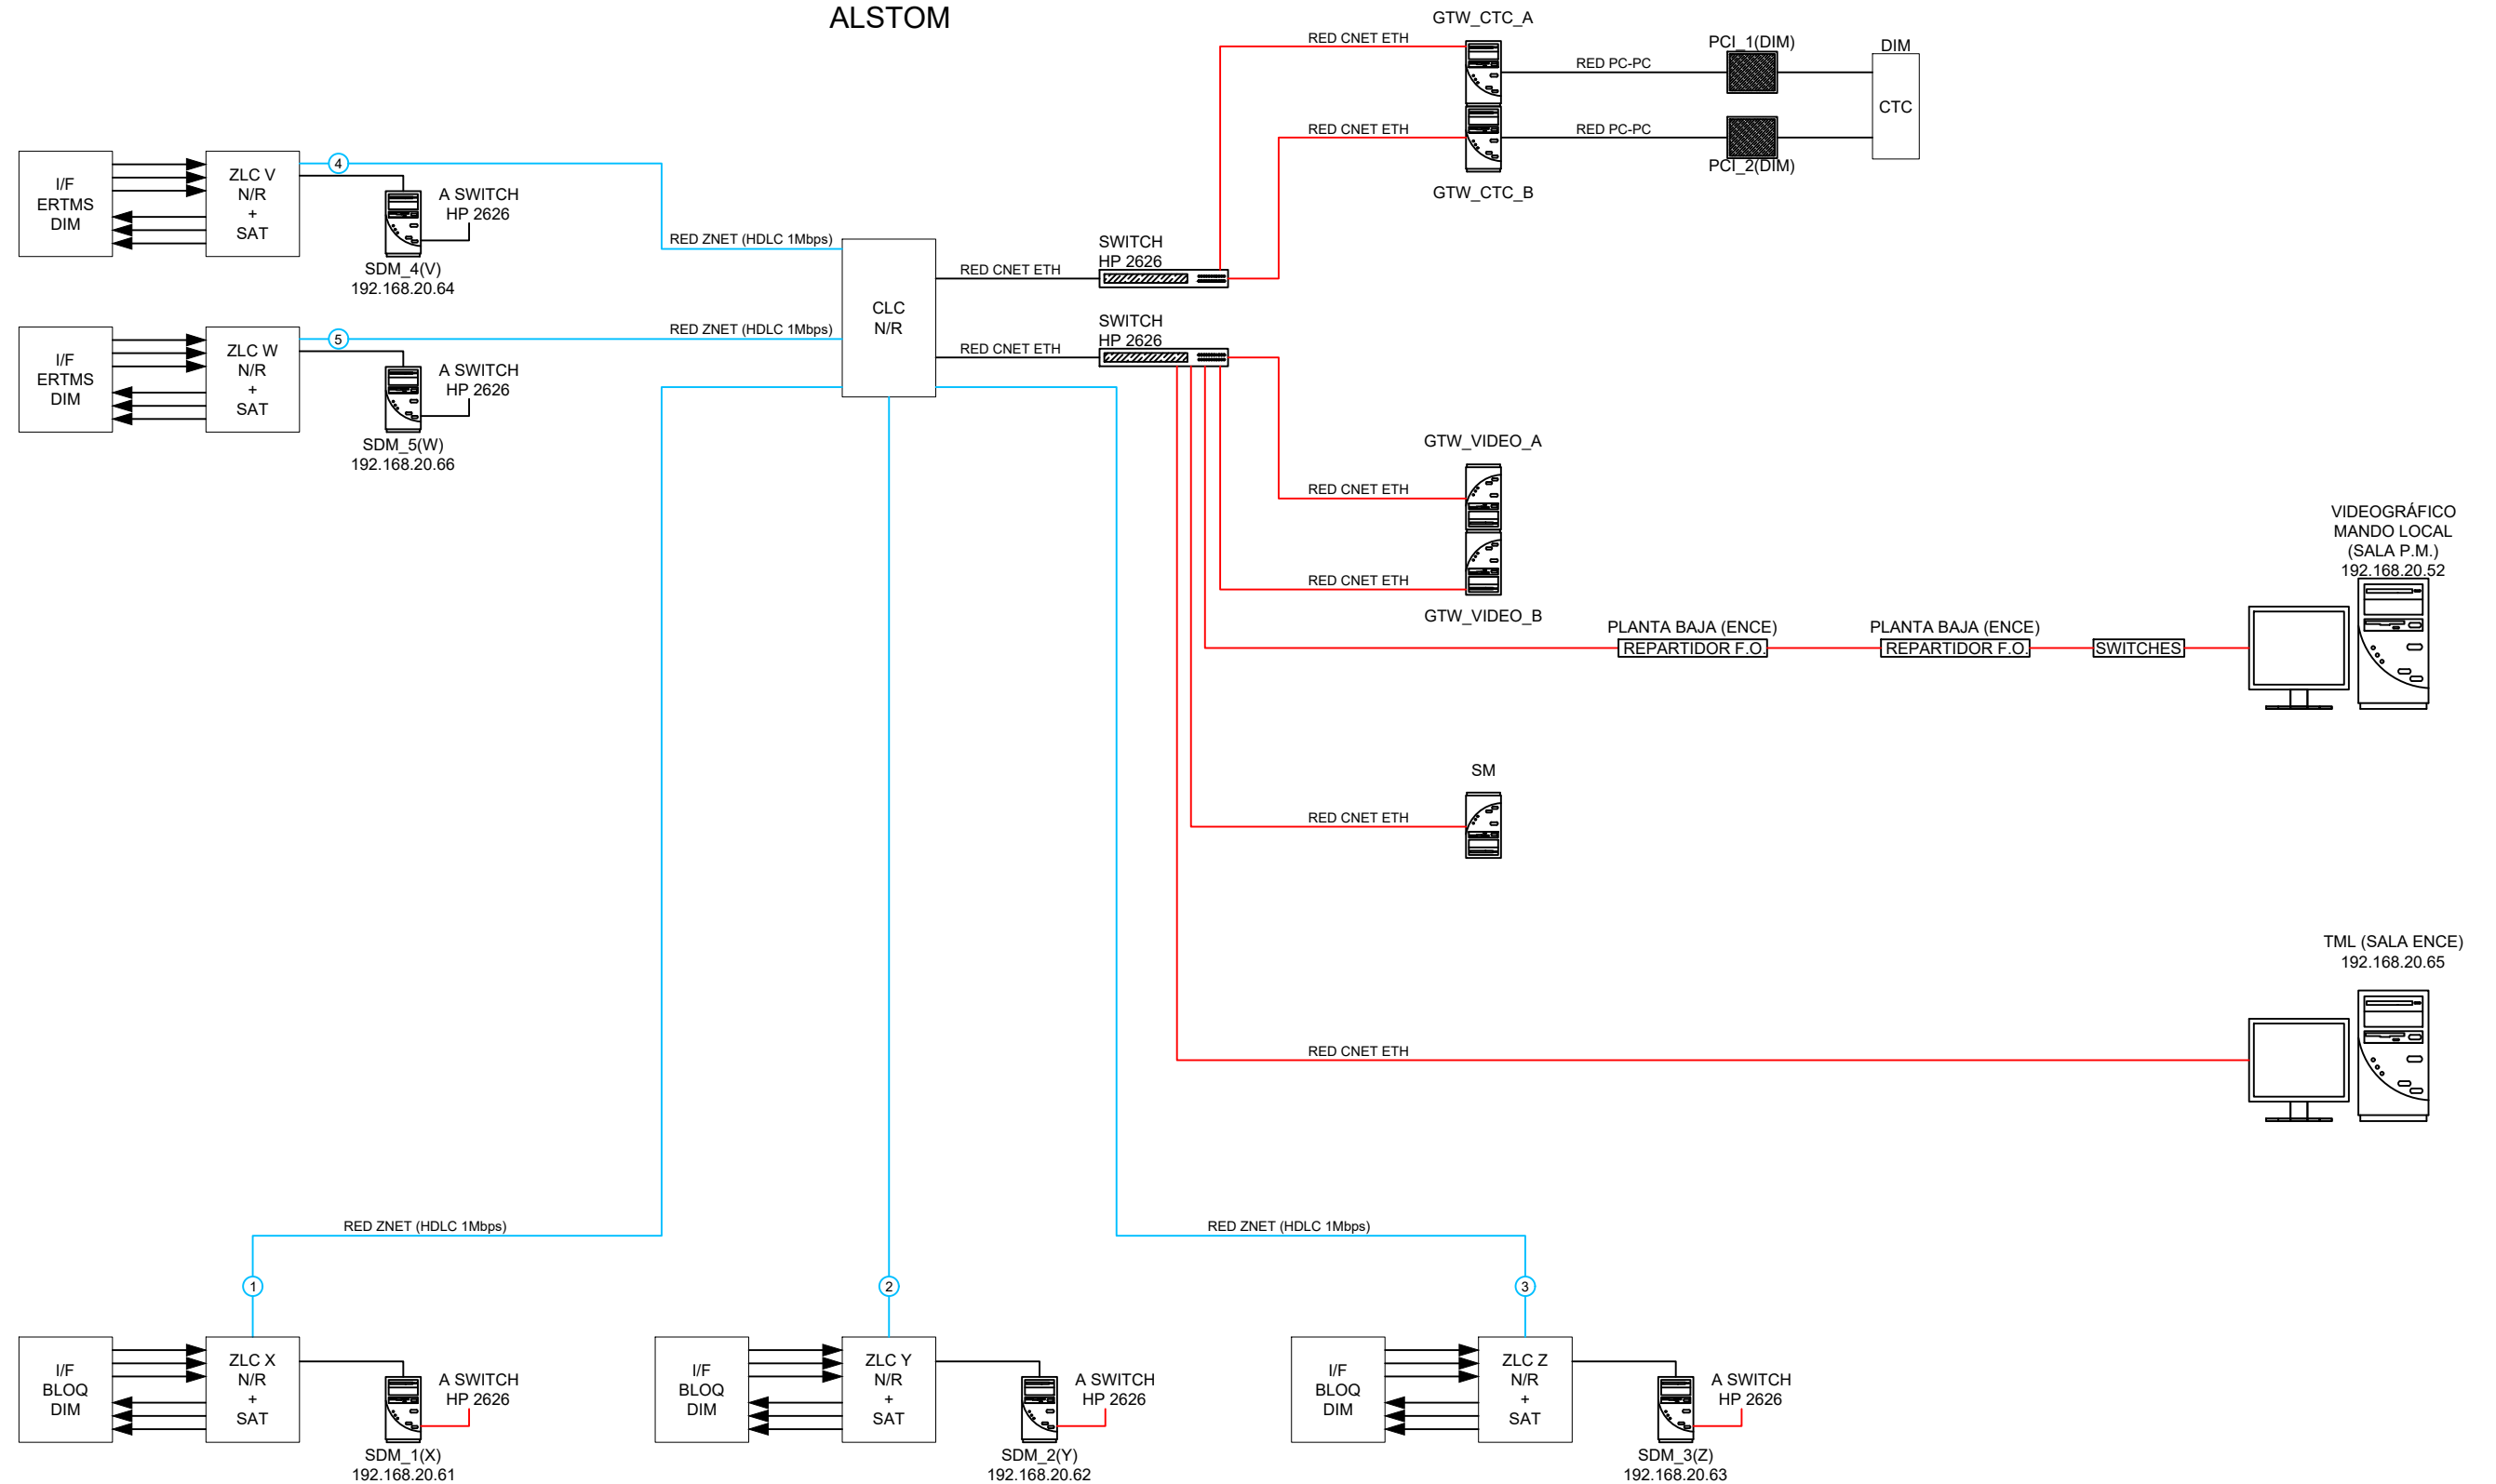 ALSTOM
GTW_CTC_A
RED CNET ETH
RED PC-PC
PCI_1(DIM)
DIM
CTC
RED CNET ETH
RED PC-PC
PCI_2(DIM)
GTW_CTC_B
I/F
ERTMS
DIM
ZLC V
N/R
+
SAT
4
A SWITCH
HP 2626
SDM_4(V)
192.168.20.64
RED ZNET (HDLC 1Mbps)
CLC
N/R
RED CNET ETH
SWITCH
HP 2626
I/F
ERTMS
DIM
ZLC W
N/R
+
SAT
5
A SWITCH
HP 2626
SDM_5(W)
192.168.20.66
RED ZNET (HDLC 1Mbps)
RED CNET ETH
SWITCH
HP 2626
GTW_VIDEO_A
RED CNET ETH
RED CNET ETH
GTW_VIDEO_B
PLANTA BAJA (ENCE)
REPARTIDOR F.O.
PLANTA BAJA (ENCE)
REPARTIDOR F.O.
SWITCHES
VIDEOGRÁFICO
MANDO LOCAL
(SALA P.M.)
192.168.20.52
SM
RED CNET ETH
TML (SALA ENCE)
192.168.20.65
RED CNET ETH
RED ZNET (HDLC 1Mbps)
RED ZNET (HDLC 1Mbps)
1
2
3
I/F
BLOQ
DIM
ZLC X
N/R
+
SAT
A SWITCH
HP 2626
SDM_1(X)
192.168.20.61
I/F
BLOQ
DIM
ZLC Y
N/R
+
SAT
A SWITCH
HP 2626
SDM_2(Y)
192.168.20.62
I/F
BLOQ
DIM
ZLC Z
N/R
+
SAT
A SWITCH
HP 2626
SDM_3(Z)
192.168.20.63